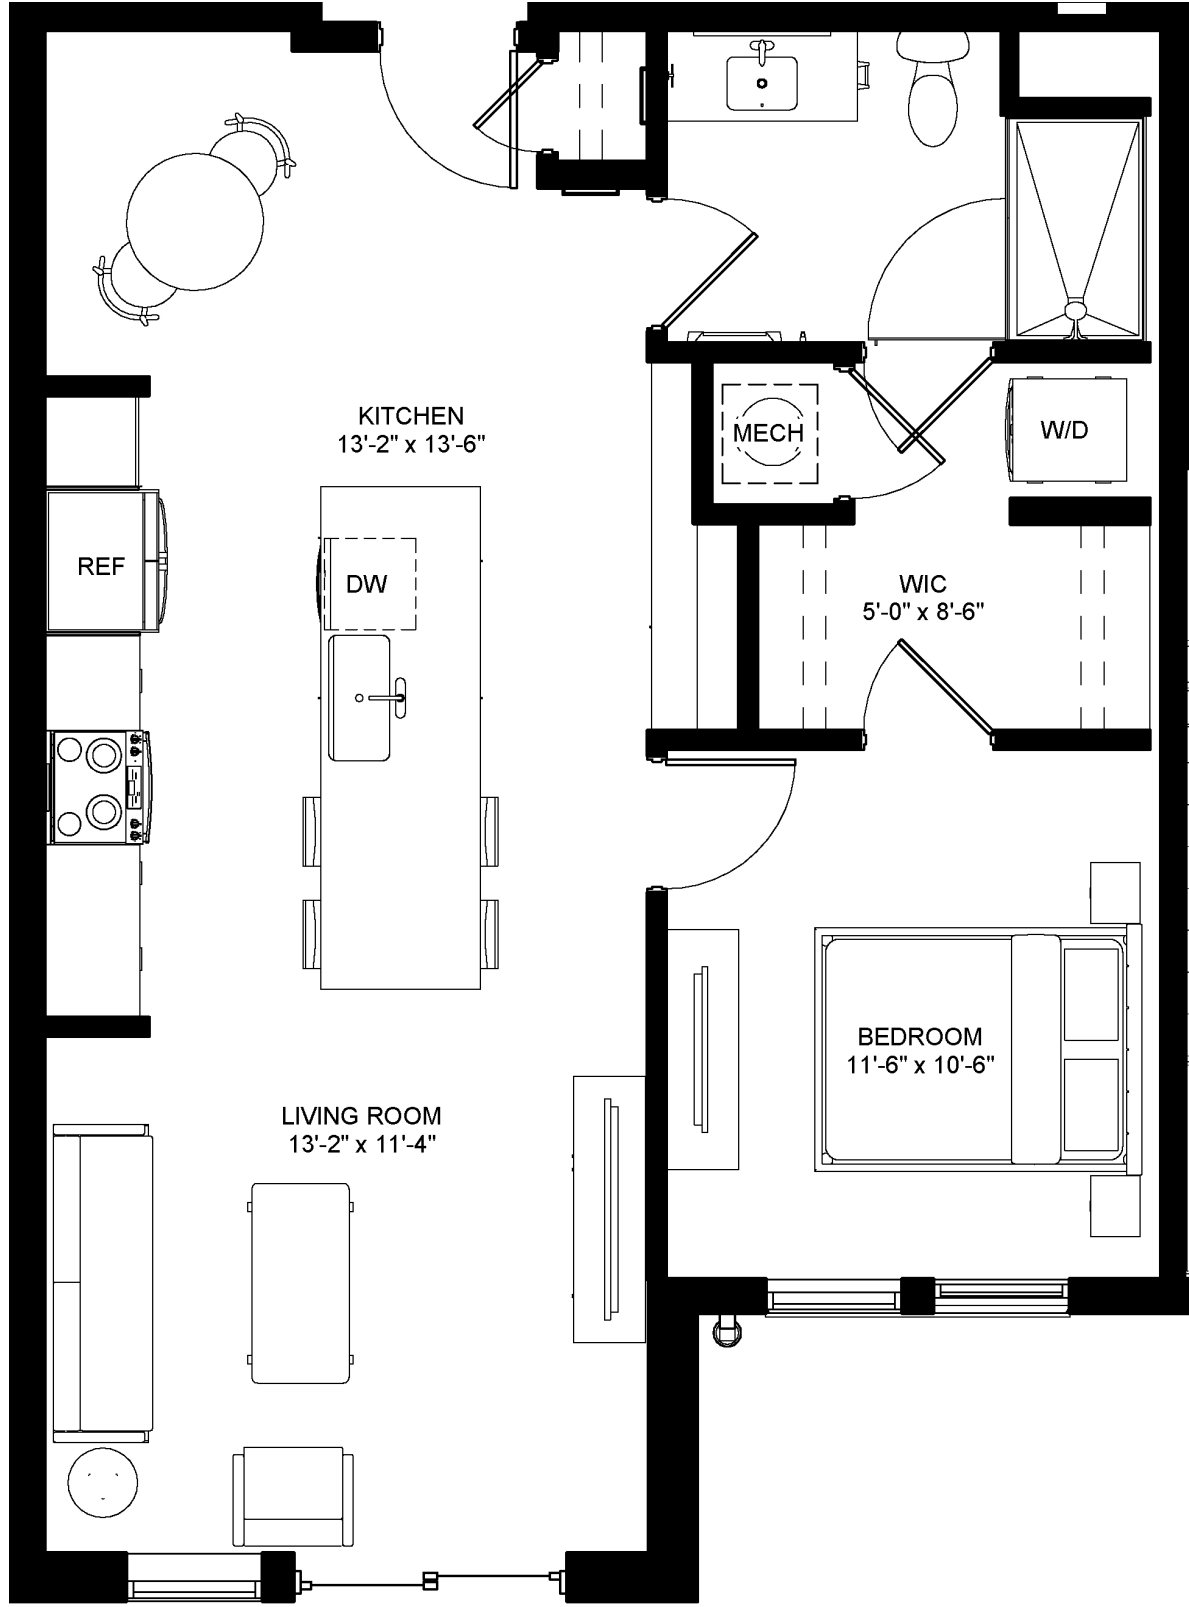 KITCHEN
13'-2" x 13'-6"
MECH
W/D
REF
DW
WIC
5'-0" x 8'-6"
BEDROOM
11'-6" x 10'-6"
LIVING ROOM
13'-2" x 11'-4"